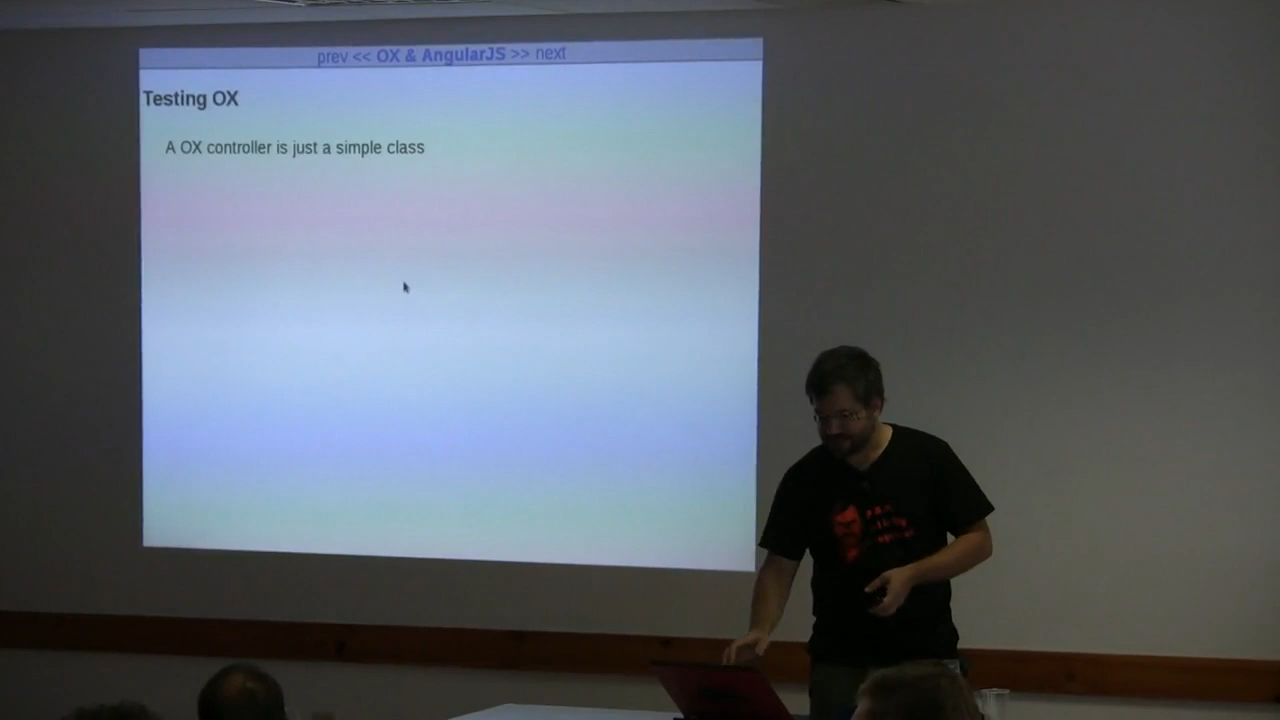 prev << OX & AngularJS >> next
Testing OX
A OX controller is just a simple class